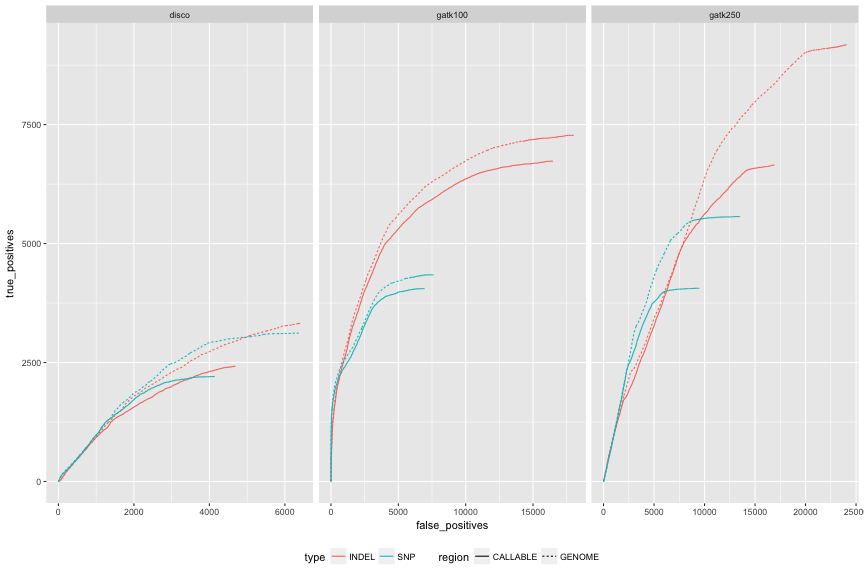 disco gatk100 gatk250
true_positives
7500
5000
2500
0
0 2000 4000 6000 0 5000 10000 15000 0 5000 10000 15000 20000 25000
false_positives
type INDEL SNP region CALLABLE GENOME